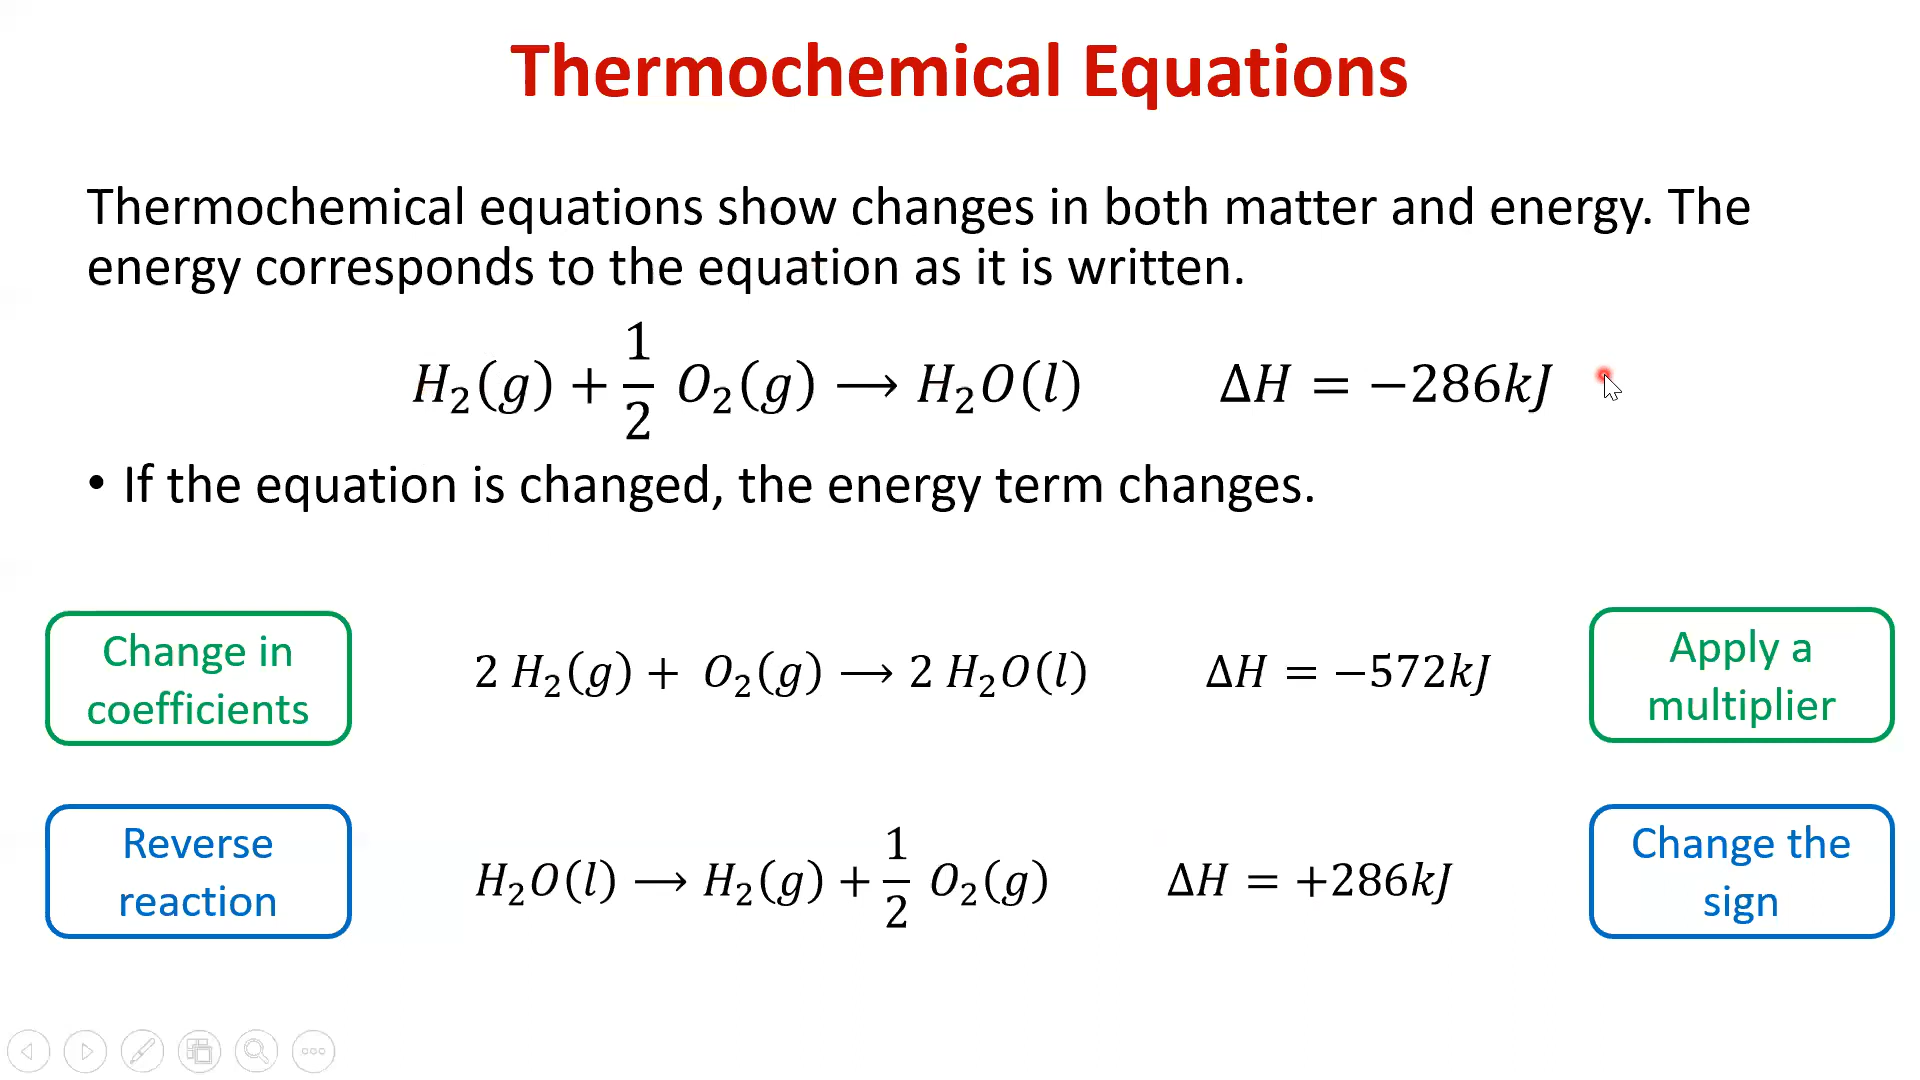 Thermochemical Equations
Thermochemical equations show changes in both matter and energy. The
energy corresponds to the equation as it is written.
H₂(g) + 1/2 O₂(g) ⟶ H₂O(l) ΔH = −286kJ
• If the equation is changed, the energy term changes.
Change in
coefficients
2 H₂(g) + O₂(g) ⟶ 2 H₂O(l) ΔH = −572kJ
Apply a
multiplier
Reverse
reaction
H₂O(l) ⟶ H₂(g) + 1/2 O₂(g) ΔH = +286kJ
Change the
sign